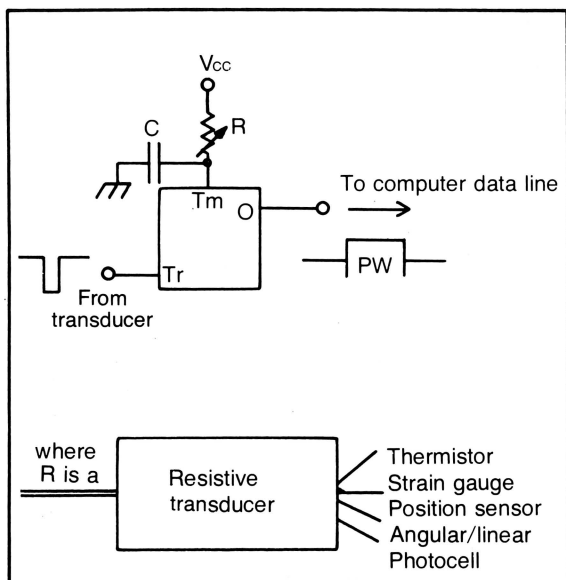 Vcc
C
R
Tm
O
To computer data line
PW
Tr
From
transducer
where
R is a
Resistive
transducer
Thermistor
Strain gauge
Position sensor
Angular/linear
Photocell